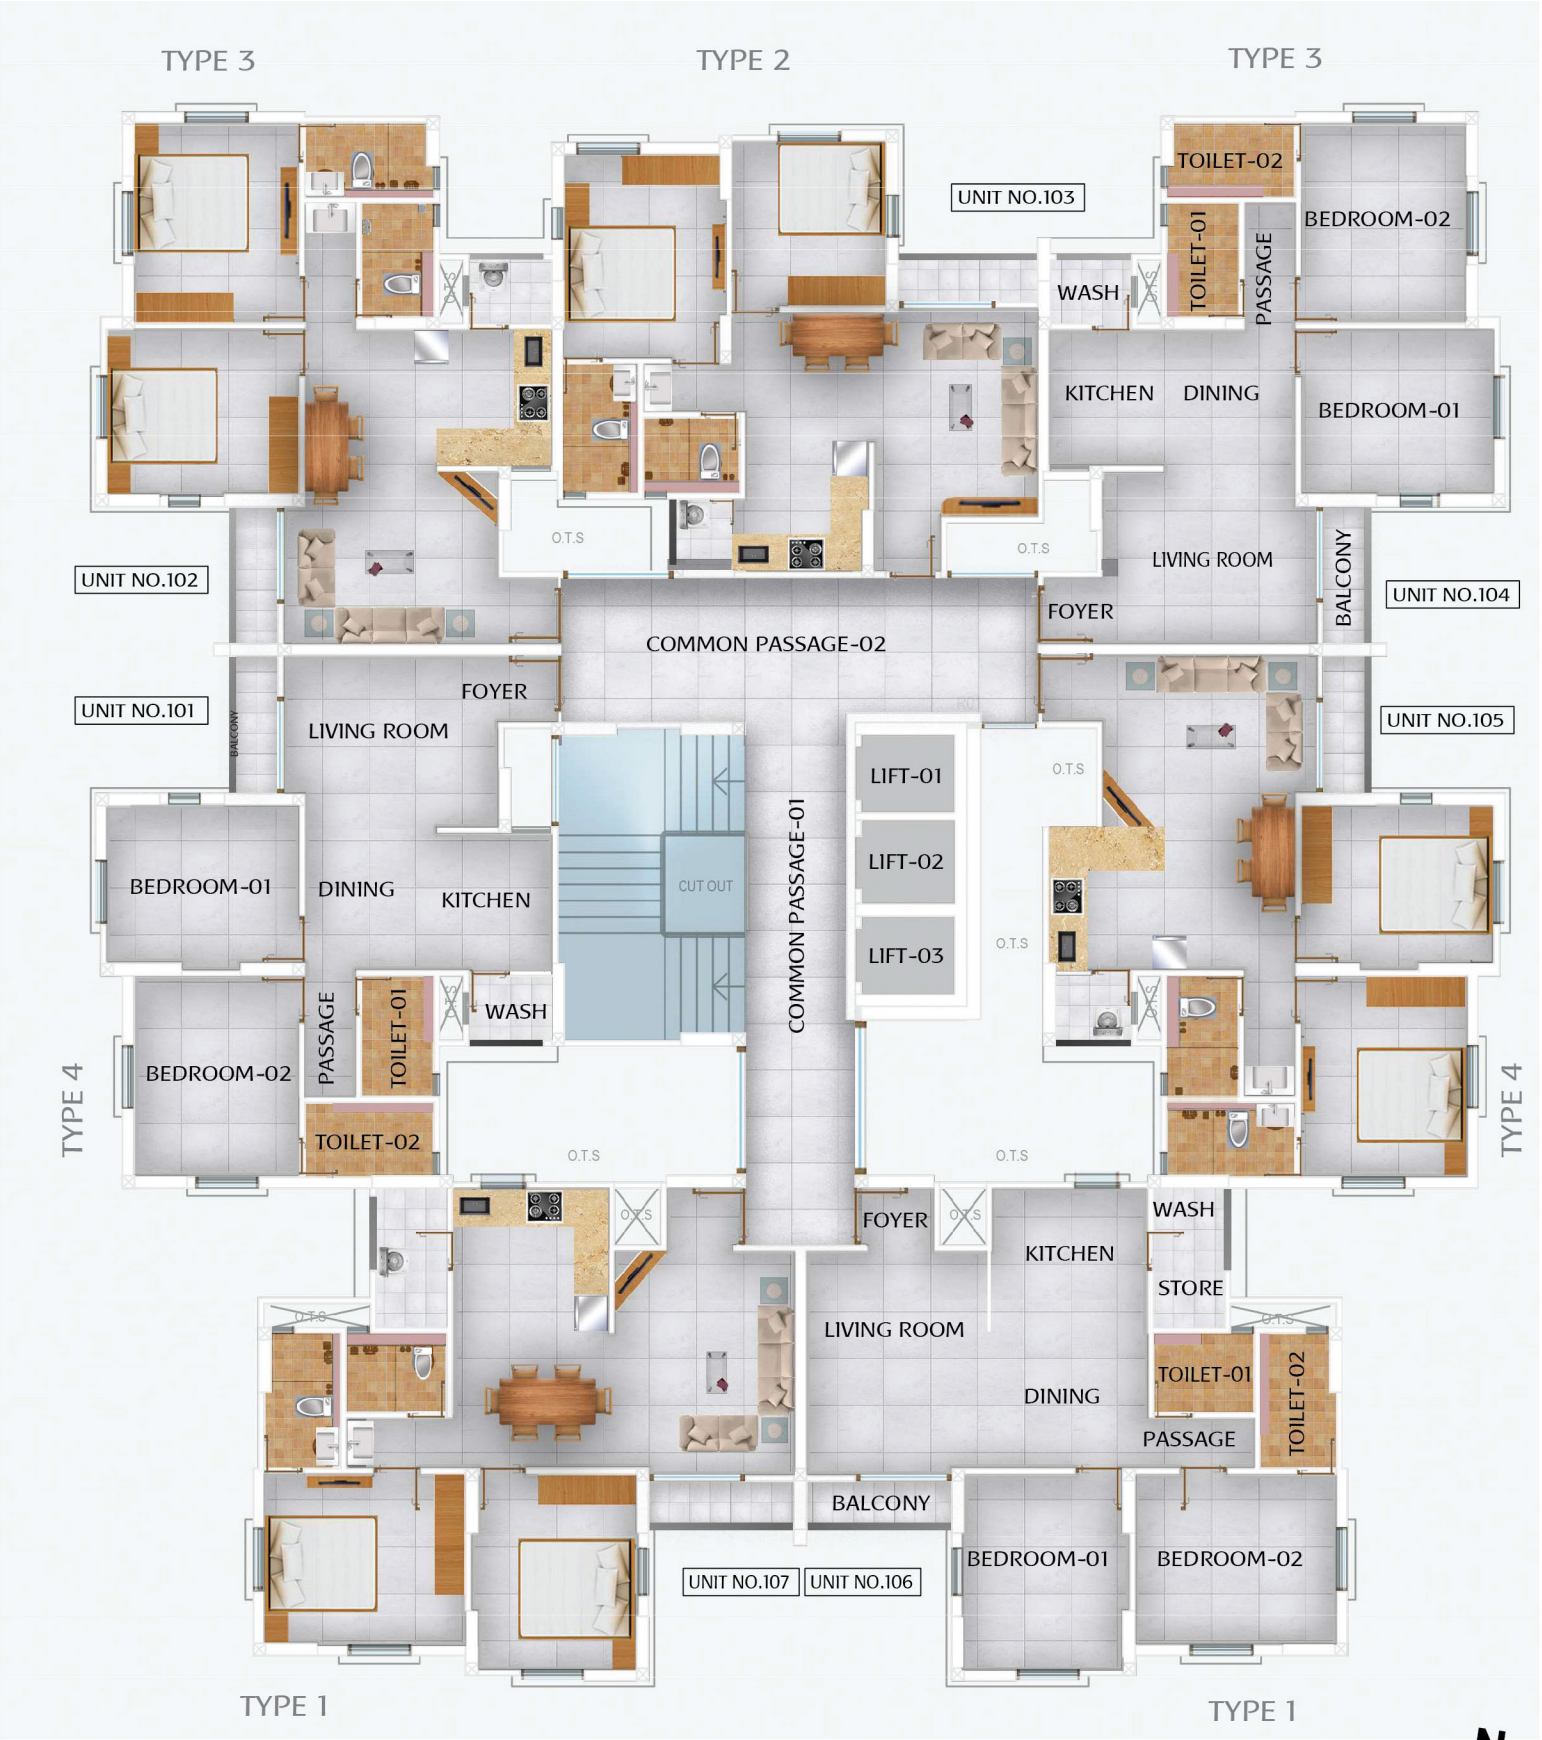 TYPE 3
TYPE 2
TYPE 3
TOILET-02
UNIT NO.103
BEDROOM-02
TOILET-01
PASSAGE
O.T.S
WASH
O.T.S
KITCHEN
DINING
BEDROOM-01
O.T.S
O.T.S
LIVING ROOM
BALCONY
UNIT NO.102
UNIT NO.104
FOYER
COMMON PASSAGE-02
FOYER
UNIT NO.101
LIVING ROOM
BALCONY
UNIT NO.105
O.T.S
LIFT-01
LIFT-02
LIFT-03
COMMON PASSAGE-01
CUT OUT
BEDROOM-01
DINING
KITCHEN
O.T.S
O.T.S
WASH
O.T.S
PASSAGE
TOILET-01
BEDROOM-02
TYPE 4
TYPE 4
TOILET-02
O.T.S
O.T.S
O.T.S
FOYER
O.T.S
WASH
KITCHEN
STORE
O.T.S
O.T.S
LIVING ROOM
TOILET-01
TOILET-02
DINING
PASSAGE
BALCONY
BEDROOM-01
BEDROOM-02
UNIT NO.107
UNIT NO.106
TYPE 1
TYPE 1
N